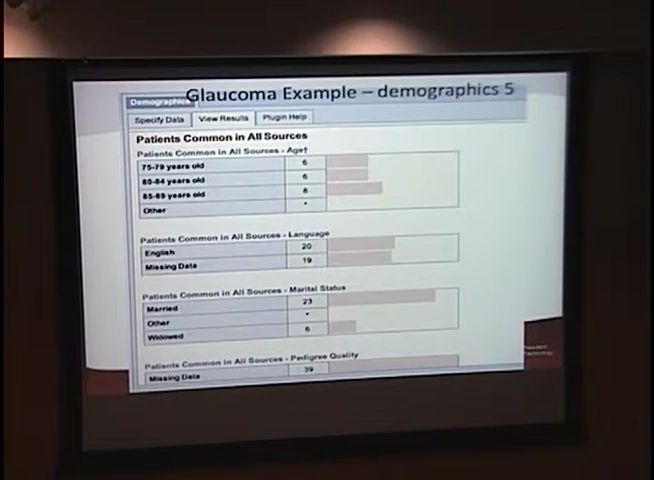 Glaucoma Example – demographics 5
Demographics
Specify Data View Results Plugin Help
Patients Common in All Sources
Patients Common in All Sources - Age†
75-79 years old 6
80-84 years old 6
85-89 years old 8
Other *
Patients Common in All Sources - Language
English 20
Missing Data 19
Patients Common in All Sources - Marital Status
Married 23
Other *
Widowed 6
Patients Common in All Sources - Pedigree Quality
Missing Data 39